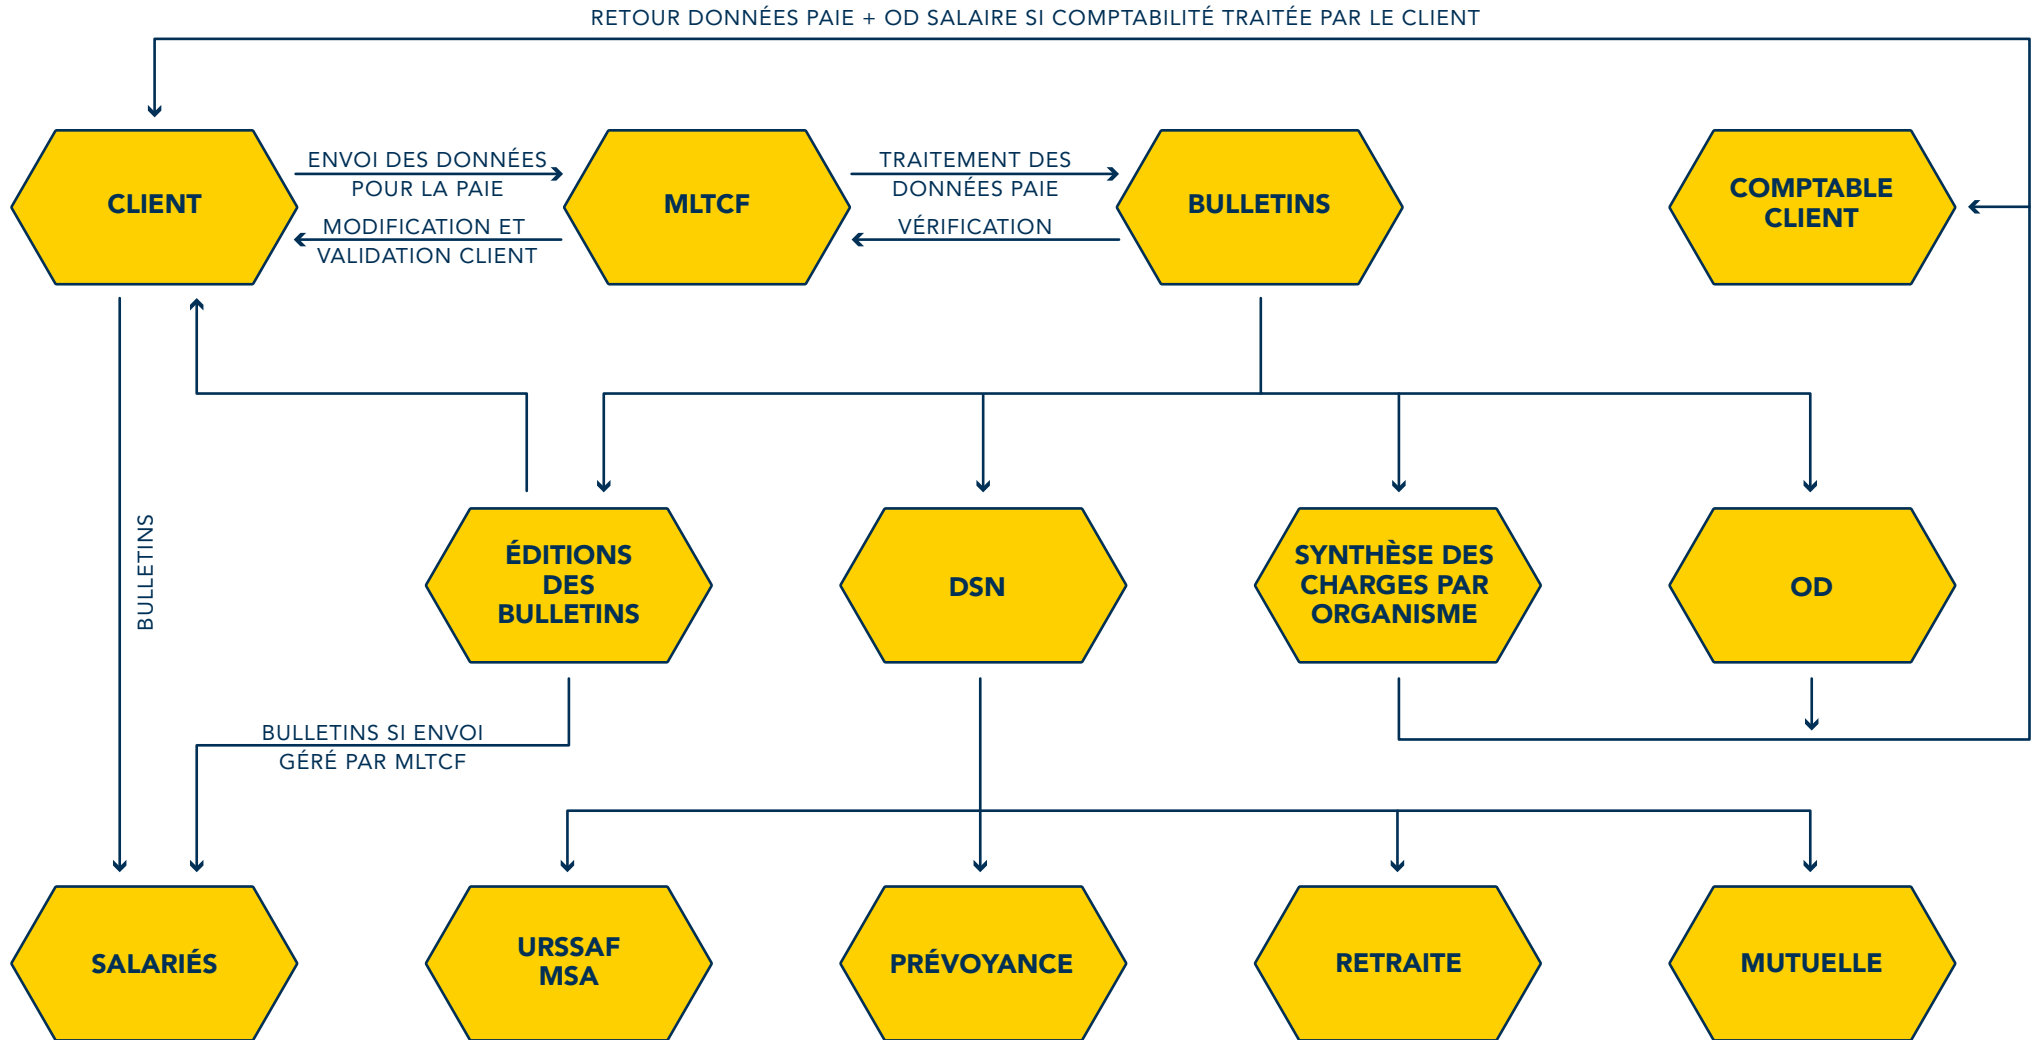 RETOUR DONNÉES PAIE + OD SALAIRE SI COMPTABILITÉ TRAITÉE PAR LE CLIENT
CLIENT
ENVOI DES DONNÉES
POUR LA PAIE
MODIFICATION ET
VALIDATION CLIENT
MLTCF
TRAITEMENT DES
DONNÉES PAIE
VÉRIFICATION
BULLETINS
COMPTABLE
CLIENT
BULLETINS
ÉDITIONS
DES
BULLETINS
DSN
SYNTHÈSE DES
CHARGES PAR
ORGANISME
OD
BULLETINS SI ENVOI
GÉRÉ PAR MLTCF
SALARIÉS
URSSAF
MSA
PRÉVOYANCE
RETRAITE
MUTUELLE